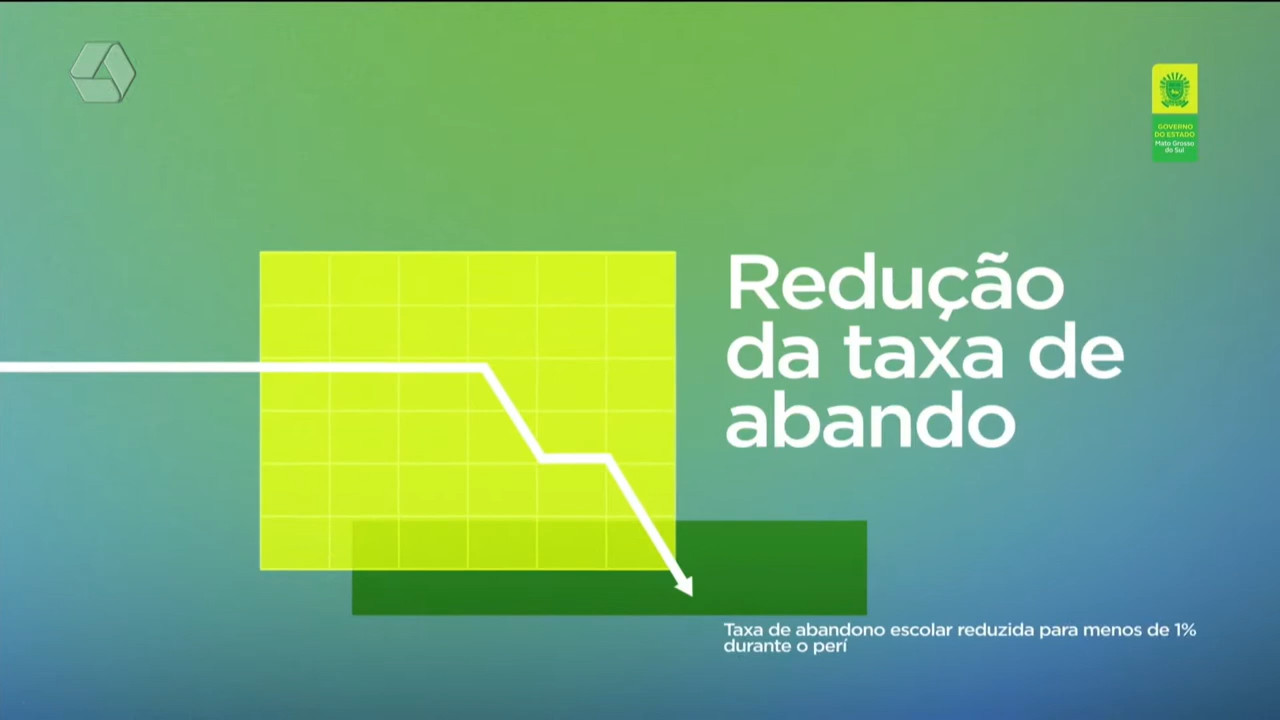 GOVERNO
DO ESTADO
Mato Grosso
do Sul
Redução
da taxa de
abando
Taxa de abandono escolar reduzida para menos de 1%
durante o perí